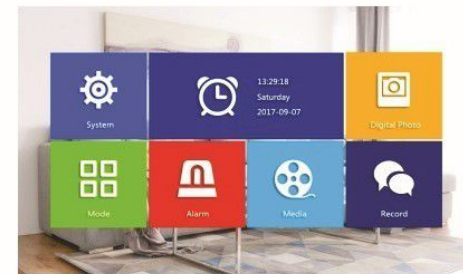 13:29:18
Saturday
2017-09-07
System
Digital Photo
Mode
Alarm
Media
Record